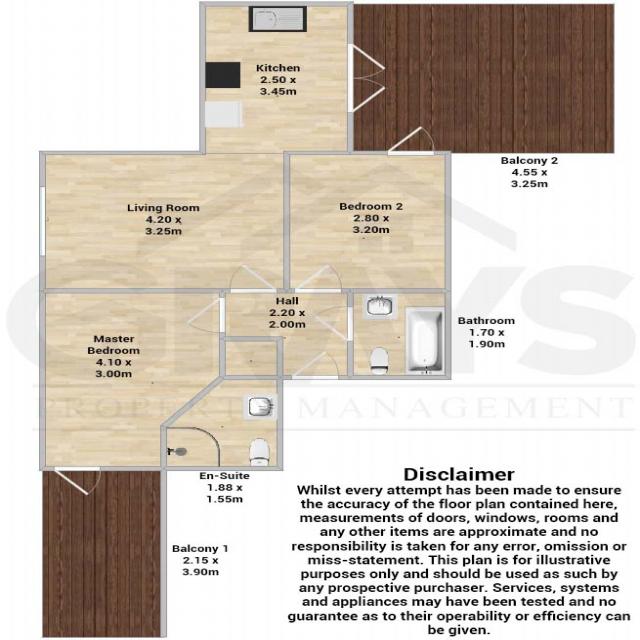 Kitchen
2.50 x
3.45m
Balcony 2
4.55 x
3.25m
Living Room
4.20 x
3.25m
Bedroom 2
2.80 x
3.20m
Hall
2.20 x
2.00m
Bathroom
1.70 x
1.90m
Master
Bedroom
4.10 x
3.00m
GRAYS
PROPERTY MANAGEMENT
En-Suite
1.88 x
1.55m
Balcony 1
2.15 x
3.90m
Disclaimer
Whilst every attempt has been made to ensure
the accuracy of the floor plan contained here,
measurements of doors, windows, rooms and
any other items are approximate and no
responsibility is taken for any error, omission or
miss-statement. This plan is for illustrative
purposes only and should be used as such by
any prospective purchaser. Services, systems
and appliances may have been tested and no
guarantee as to their operability or efficiency can
be given.